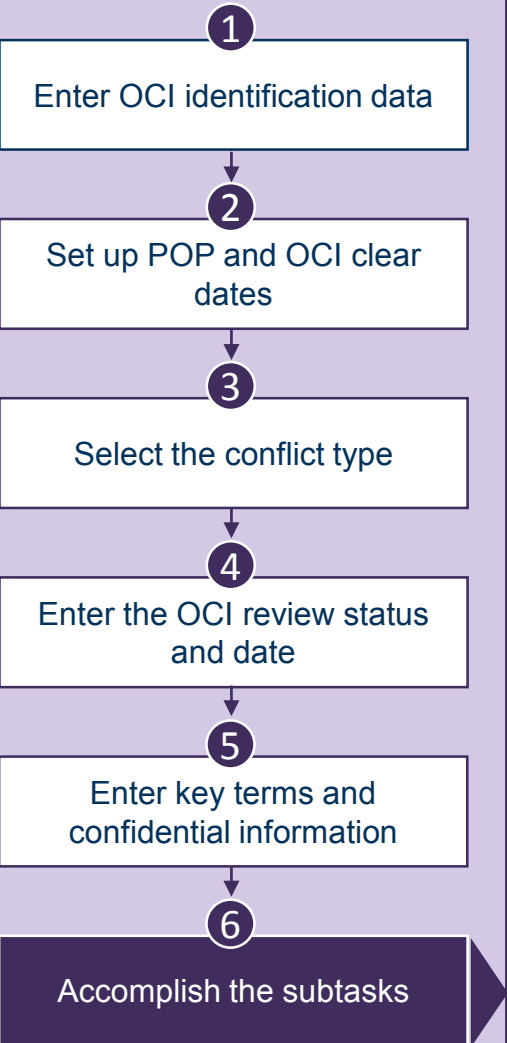 1
Enter OCI identification data
2
Set up POP and OCI clear
dates
3
Select the conflict type
4
Enter the OCI review status
and date
5
Enter key terms and
confidential information
6
Accomplish the subtasks